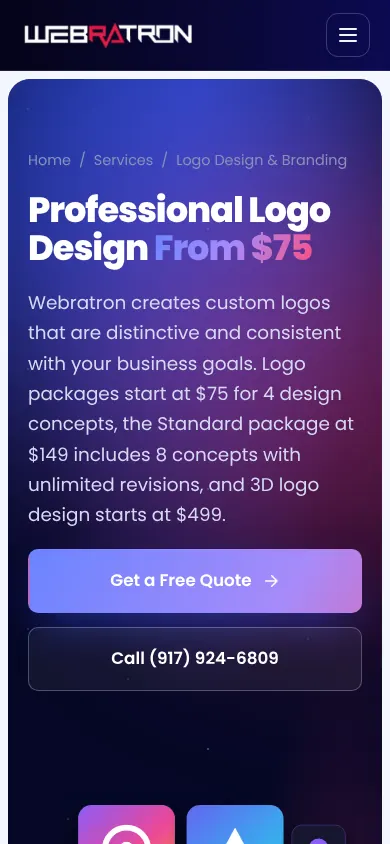 WEBRATRON
Home / Services / Logo Design & Branding
Professional Logo
Design From $75
Webratron creates custom logos
that are distinctive and consistent
with your business goals. Logo
packages start at $75 for 4 design
concepts, the Standard package at
$149 includes 8 concepts with
unlimited revisions, and 3D logo
design starts at $499.
Get a Free Quote →
Call (917) 924-6809